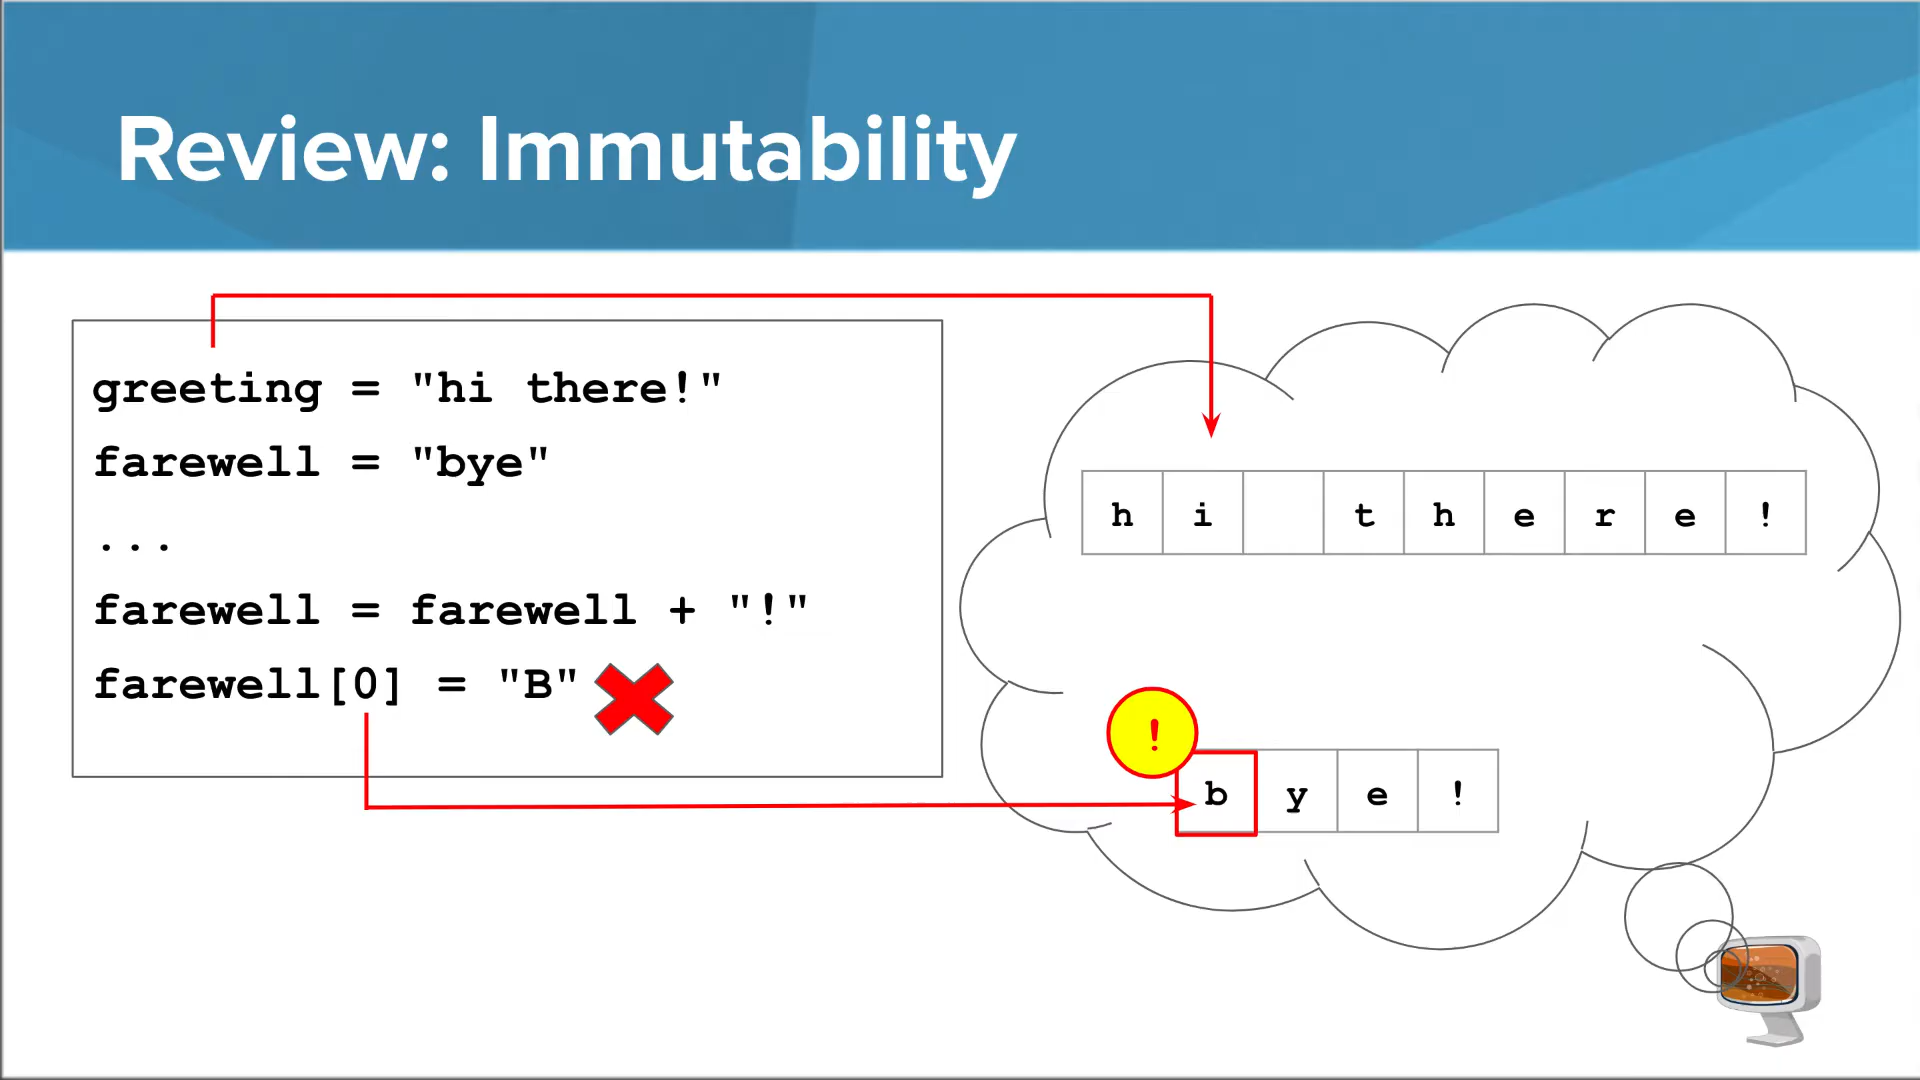 Review: Immutability
greeting = "hi there!"
farewell = "bye"
...
farewell = farewell + "!"
farewell[0] = "B"
h i t h e r e !
!
b y e !